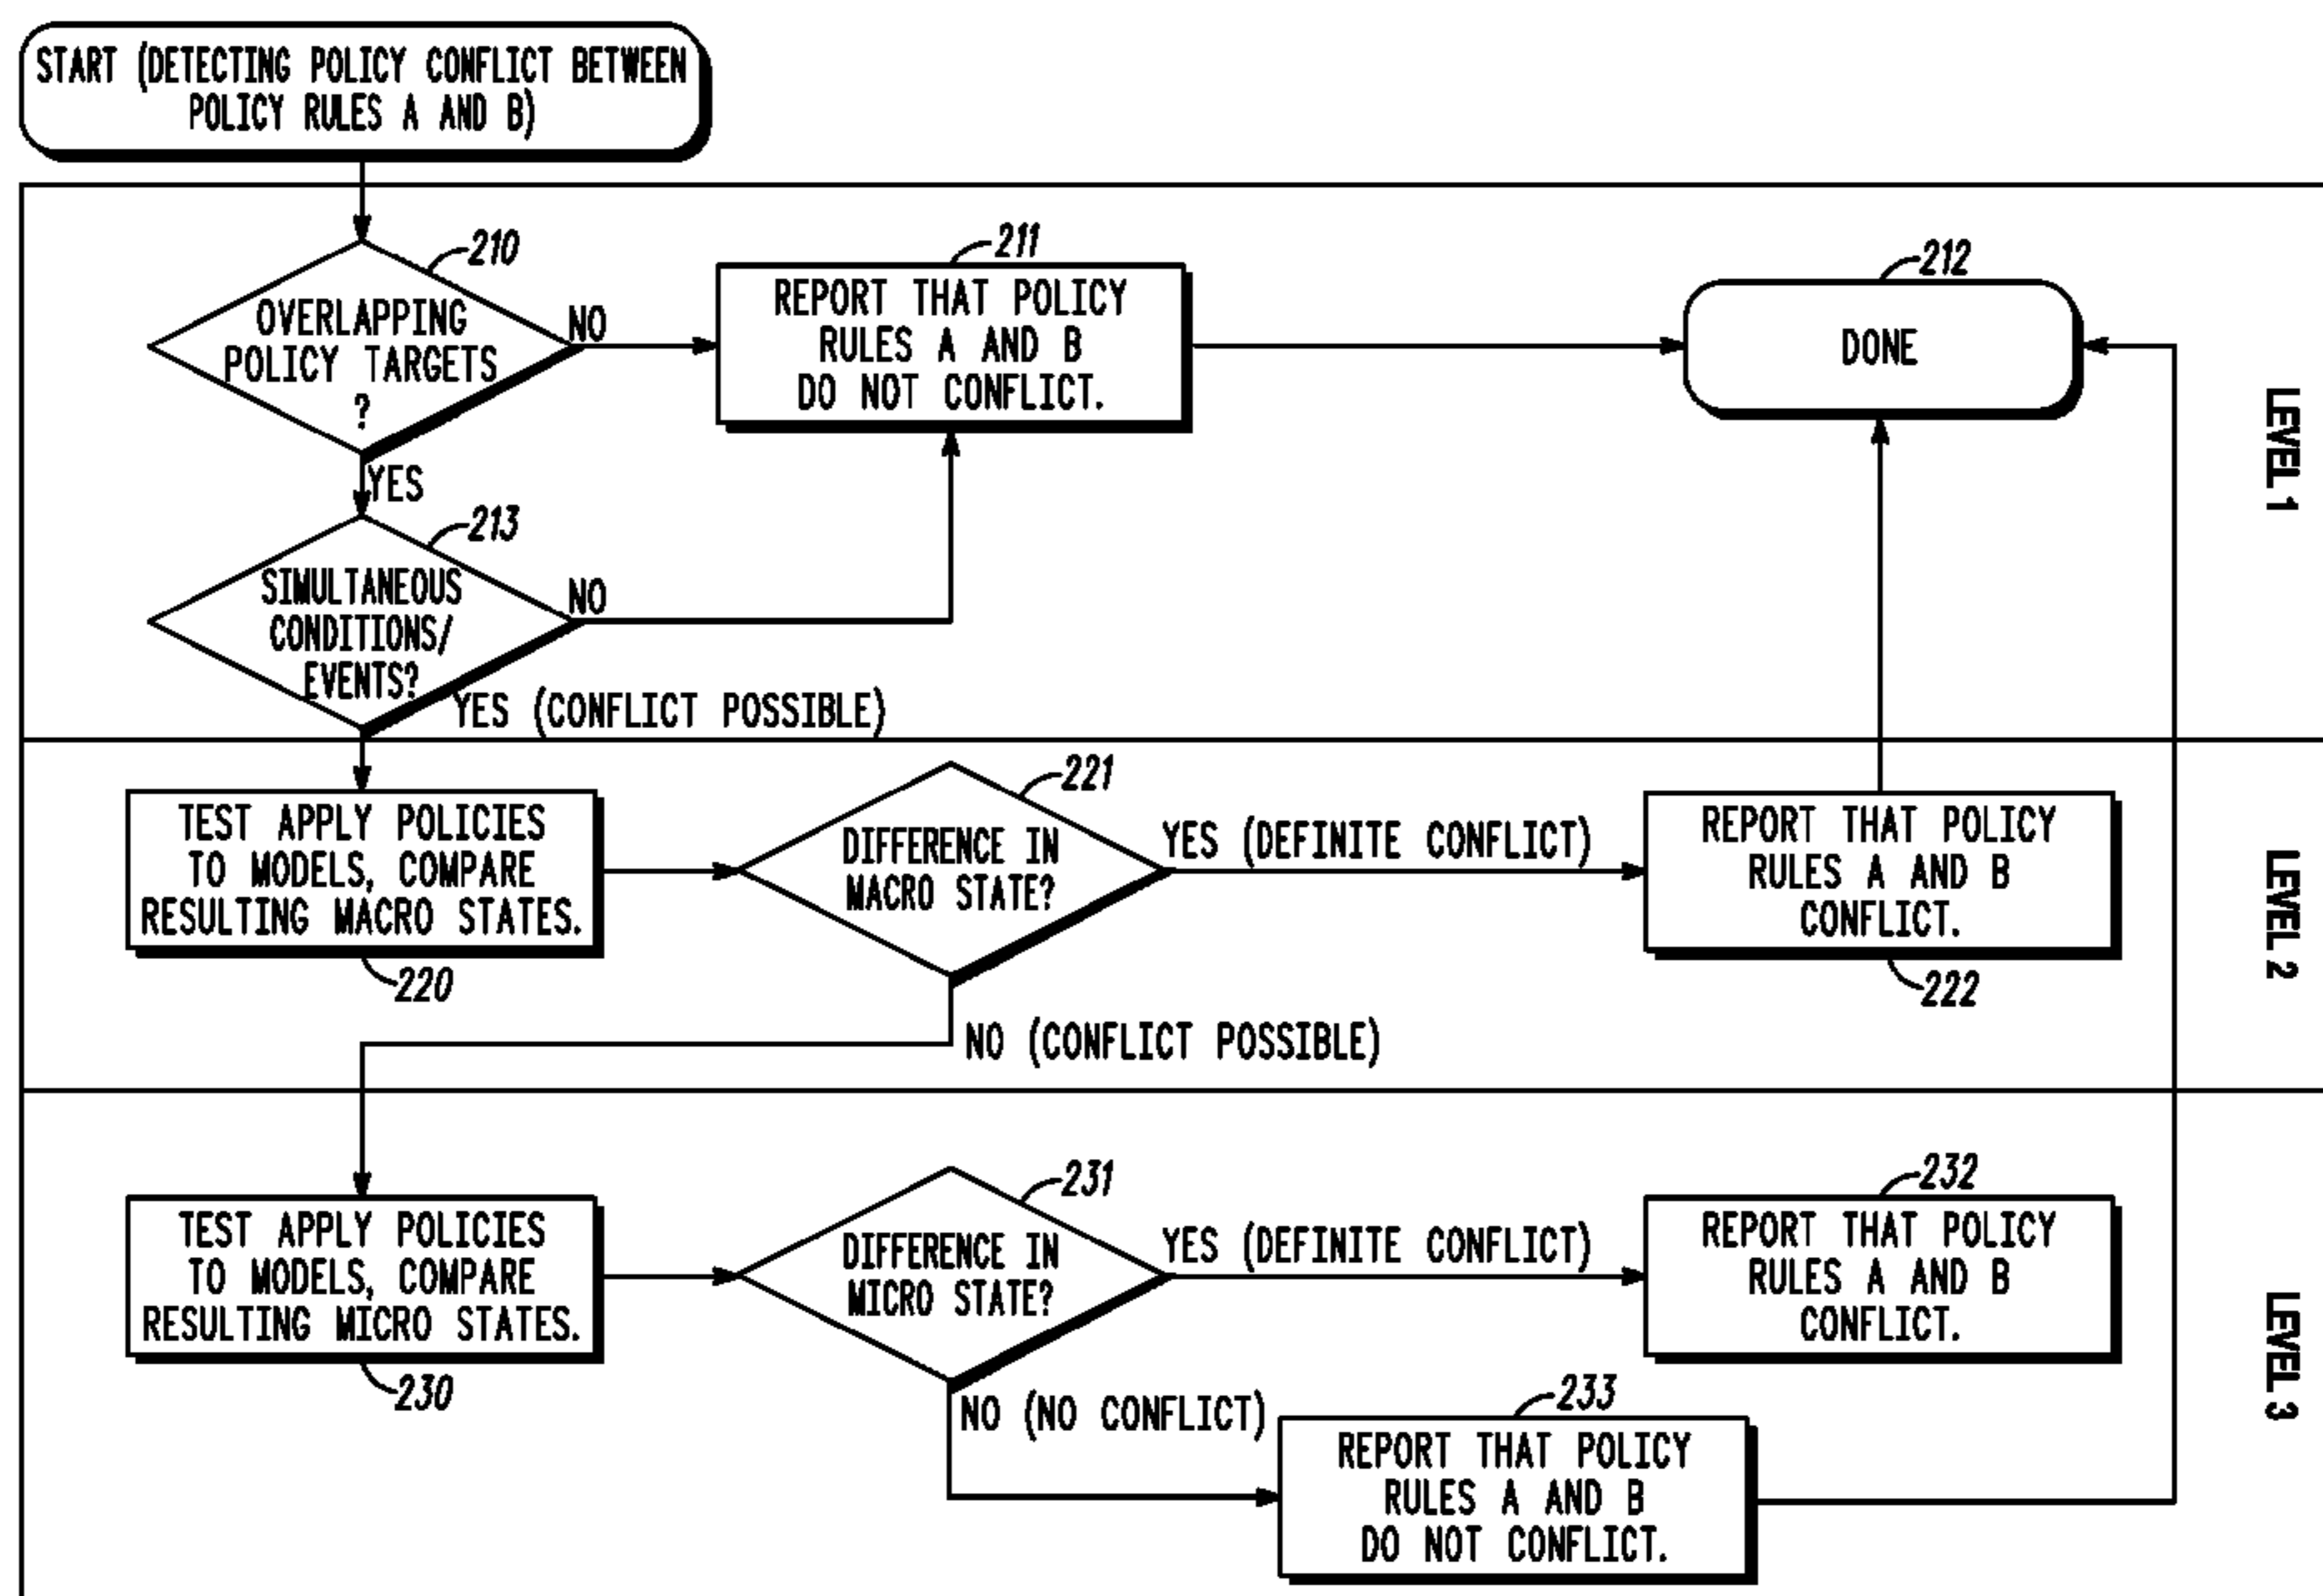 START (DETECTING POLICY CONFLICT BETWEEN
POLICY RULES A AND B)
210
OVERLAPPING
POLICY TARGETS
?
NO
YES
211
REPORT THAT POLICY
RULES A AND B
DO NOT CONFLICT.
212
DONE
LEVEL 1
213
SIMULTANEOUS
CONDITIONS/
EVENTS?
NO
YES (CONFLICT POSSIBLE)
TEST APPLY POLICIES
TO MODELS, COMPARE
RESULTING MACRO STATES.
220
221
DIFFERENCE IN
MACRO STATE?
YES (DEFINITE CONFLICT)
NO (CONFLICT POSSIBLE)
REPORT THAT POLICY
RULES A AND B
CONFLICT.
222
LEVEL 2
TEST APPLY POLICIES
TO MODELS, COMPARE
RESULTING MICRO STATES.
230
231
DIFFERENCE IN
MICRO STATE?
YES (DEFINITE CONFLICT)
NO (NO CONFLICT)
232
REPORT THAT POLICY
RULES A AND B
CONFLICT.
233
REPORT THAT POLICY
RULES A AND B
DO NOT CONFLICT.
LEVEL 3